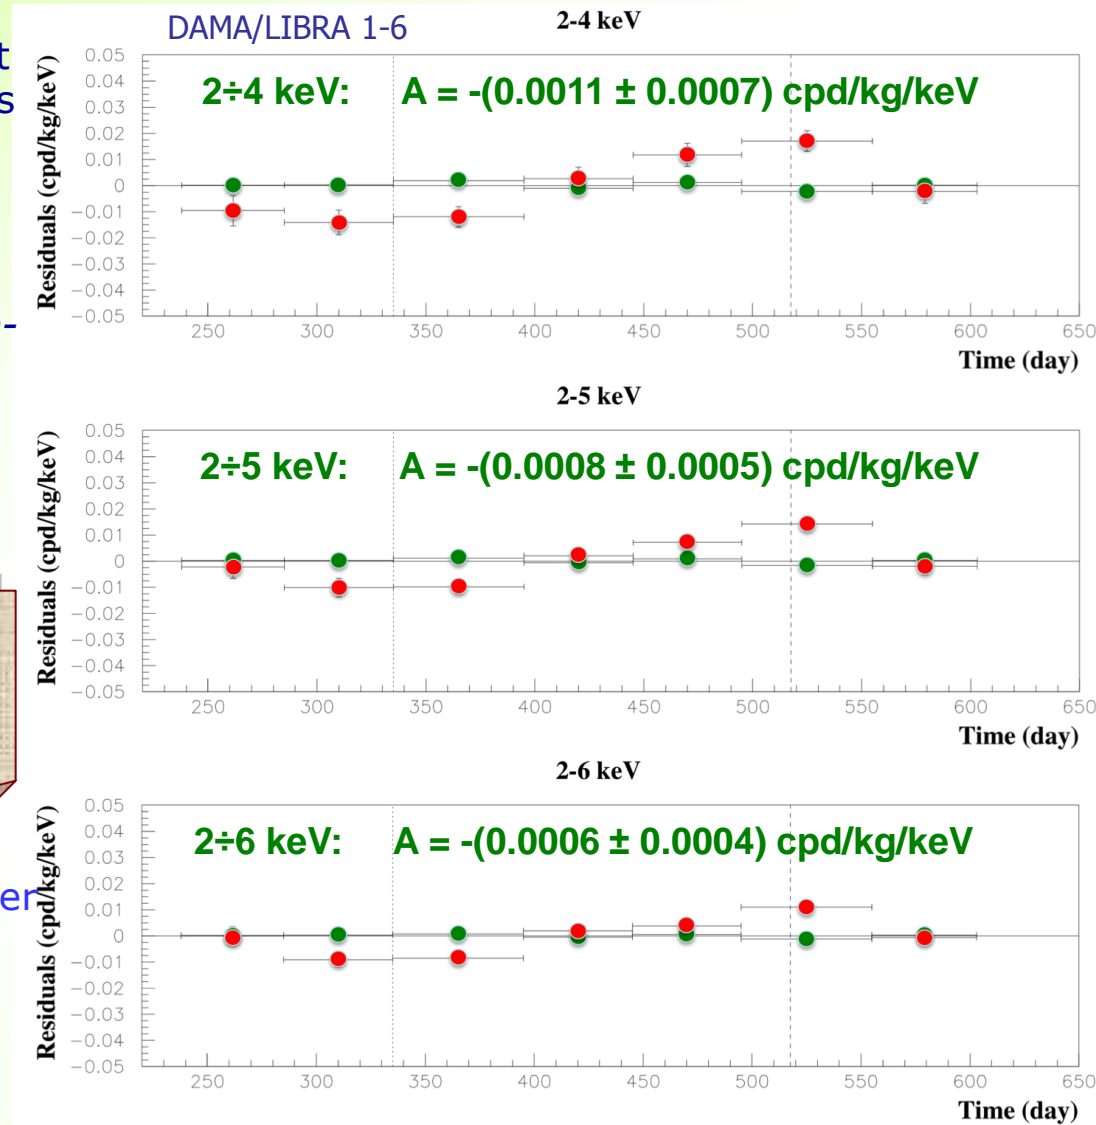 DAMA/LIBRA 1-6
t
s
-
er
2-4 keV
2÷4 keV: A = -(0.0011 ± 0.0007) cpd/kg/keV
Residuals (cpd/kg/keV)
0.05
0.04
0.03
0.02
0.01
0
-0.01
-0.02
-0.03
-0.04
-0.05
250 300 350 400 450 500 550 600 650
Time (day)
2-5 keV
2÷5 keV: A = -(0.0008 ± 0.0005) cpd/kg/keV
Residuals (cpd/kg/keV)
0.05
0.04
0.03
0.02
0.01
0
-0.01
-0.02
-0.03
-0.04
-0.05
250 300 350 400 450 500 550 600 650
Time (day)
2-6 keV
2÷6 keV: A = -(0.0006 ± 0.0004) cpd/kg/keV
Residuals (cpd/kg/keV)
0.05
0.04
0.03
0.02
0.01
0
-0.01
-0.02
-0.03
-0.04
-0.05
250 300 350 400 450 500 550 600 650
Time (day)